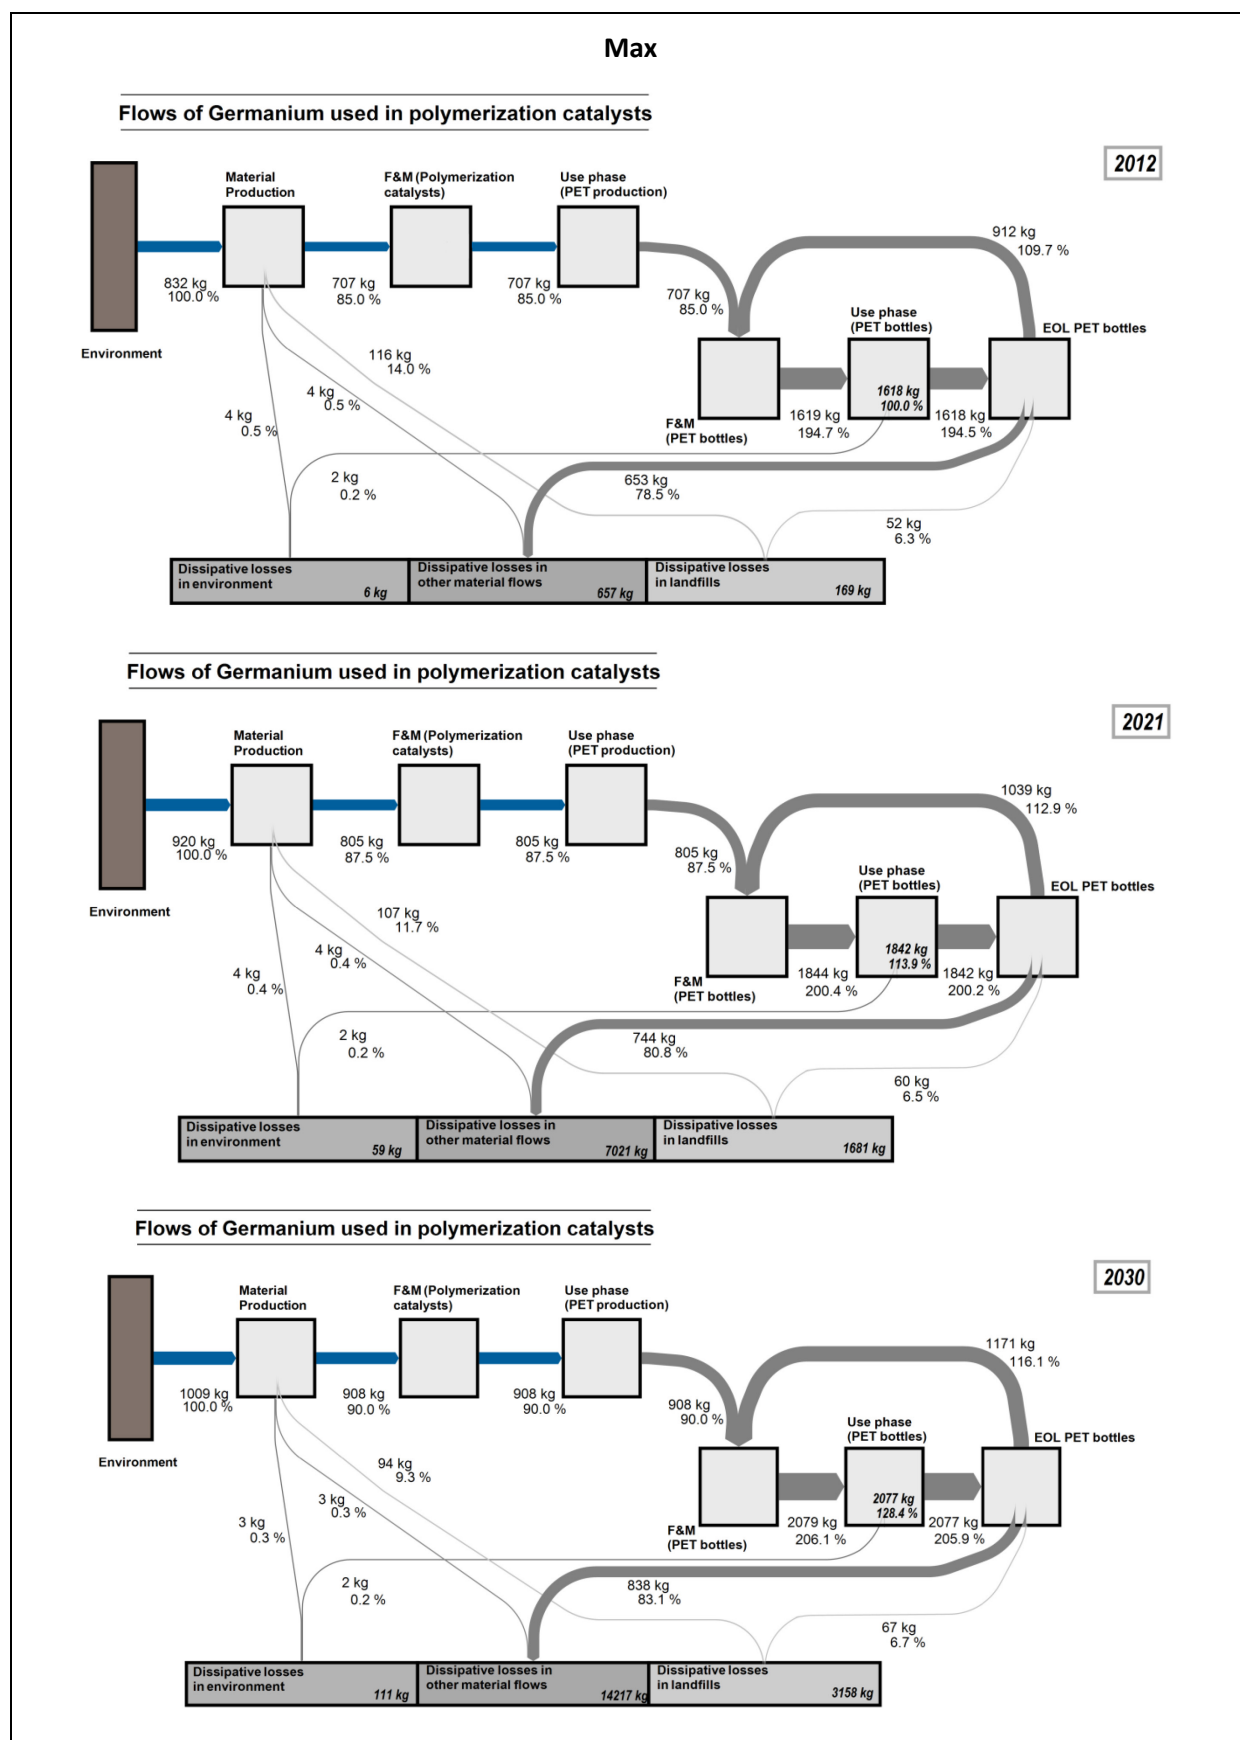 Max
Flows of Germanium used in polymerization catalysts
2012
Material
Production
F&M (Polymerization
catalysts)
Use phase
(PET production)
912 kg
109.7 %
832 kg
100.0 %
707 kg
85.0 %
707 kg
85.0 %
707 kg
85.0 %
Environment
Use phase
(PET bottles)
EOL PET bottles
116 kg
14.0 %
4 kg
0.5 %
4 kg
0.5 %
1618 kg
100.0 %
F&M
(PET bottles)
1619 kg
194.7 %
1618 kg
194.5 %
2 kg
0.2 %
653 kg
78.5 %
52 kg
6.3 %
Dissipative losses
in environment
6 kg
Dissipative losses in
other material flows
657 kg
Dissipative losses
in landfills
169 kg
Flows of Germanium used in polymerization catalysts
2021
Material
Production
F&M (Polymerization
catalysts)
Use phase
(PET production)
1039 kg
112.9 %
920 kg
100.0 %
805 kg
87.5 %
805 kg
87.5 %
805 kg
87.5 %
Environment
Use phase
(PET bottles)
EOL PET bottles
107 kg
11.7 %
4 kg
0.4 %
4 kg
0.4 %
1842 kg
113.9 %
F&M
(PET bottles)
1844 kg
200.4 %
1842 kg
200.2 %
2 kg
0.2 %
744 kg
80.8 %
60 kg
6.5 %
Dissipative losses
in environment
59 kg
Dissipative losses in
other material flows
7021 kg
Dissipative losses
in landfills
1681 kg
Flows of Germanium used in polymerization catalysts
2030
Material
Production
F&M (Polymerization
catalysts)
Use phase
(PET production)
1171 kg
116.1 %
1009 kg
100.0 %
908 kg
90.0 %
908 kg
90.0 %
908 kg
90.0 %
Environment
Use phase
(PET bottles)
EOL PET bottles
94 kg
9.3 %
3 kg
0.3 %
3 kg
0.3 %
2077 kg
128.4 %
F&M
(PET bottles)
2079 kg
206.1 %
2077 kg
205.9 %
2 kg
0.2 %
838 kg
83.1 %
67 kg
6.7 %
Dissipative losses
in environment
111 kg
Dissipative losses in
other material flows
14217 kg
Dissipative losses
in landfills
3158 kg